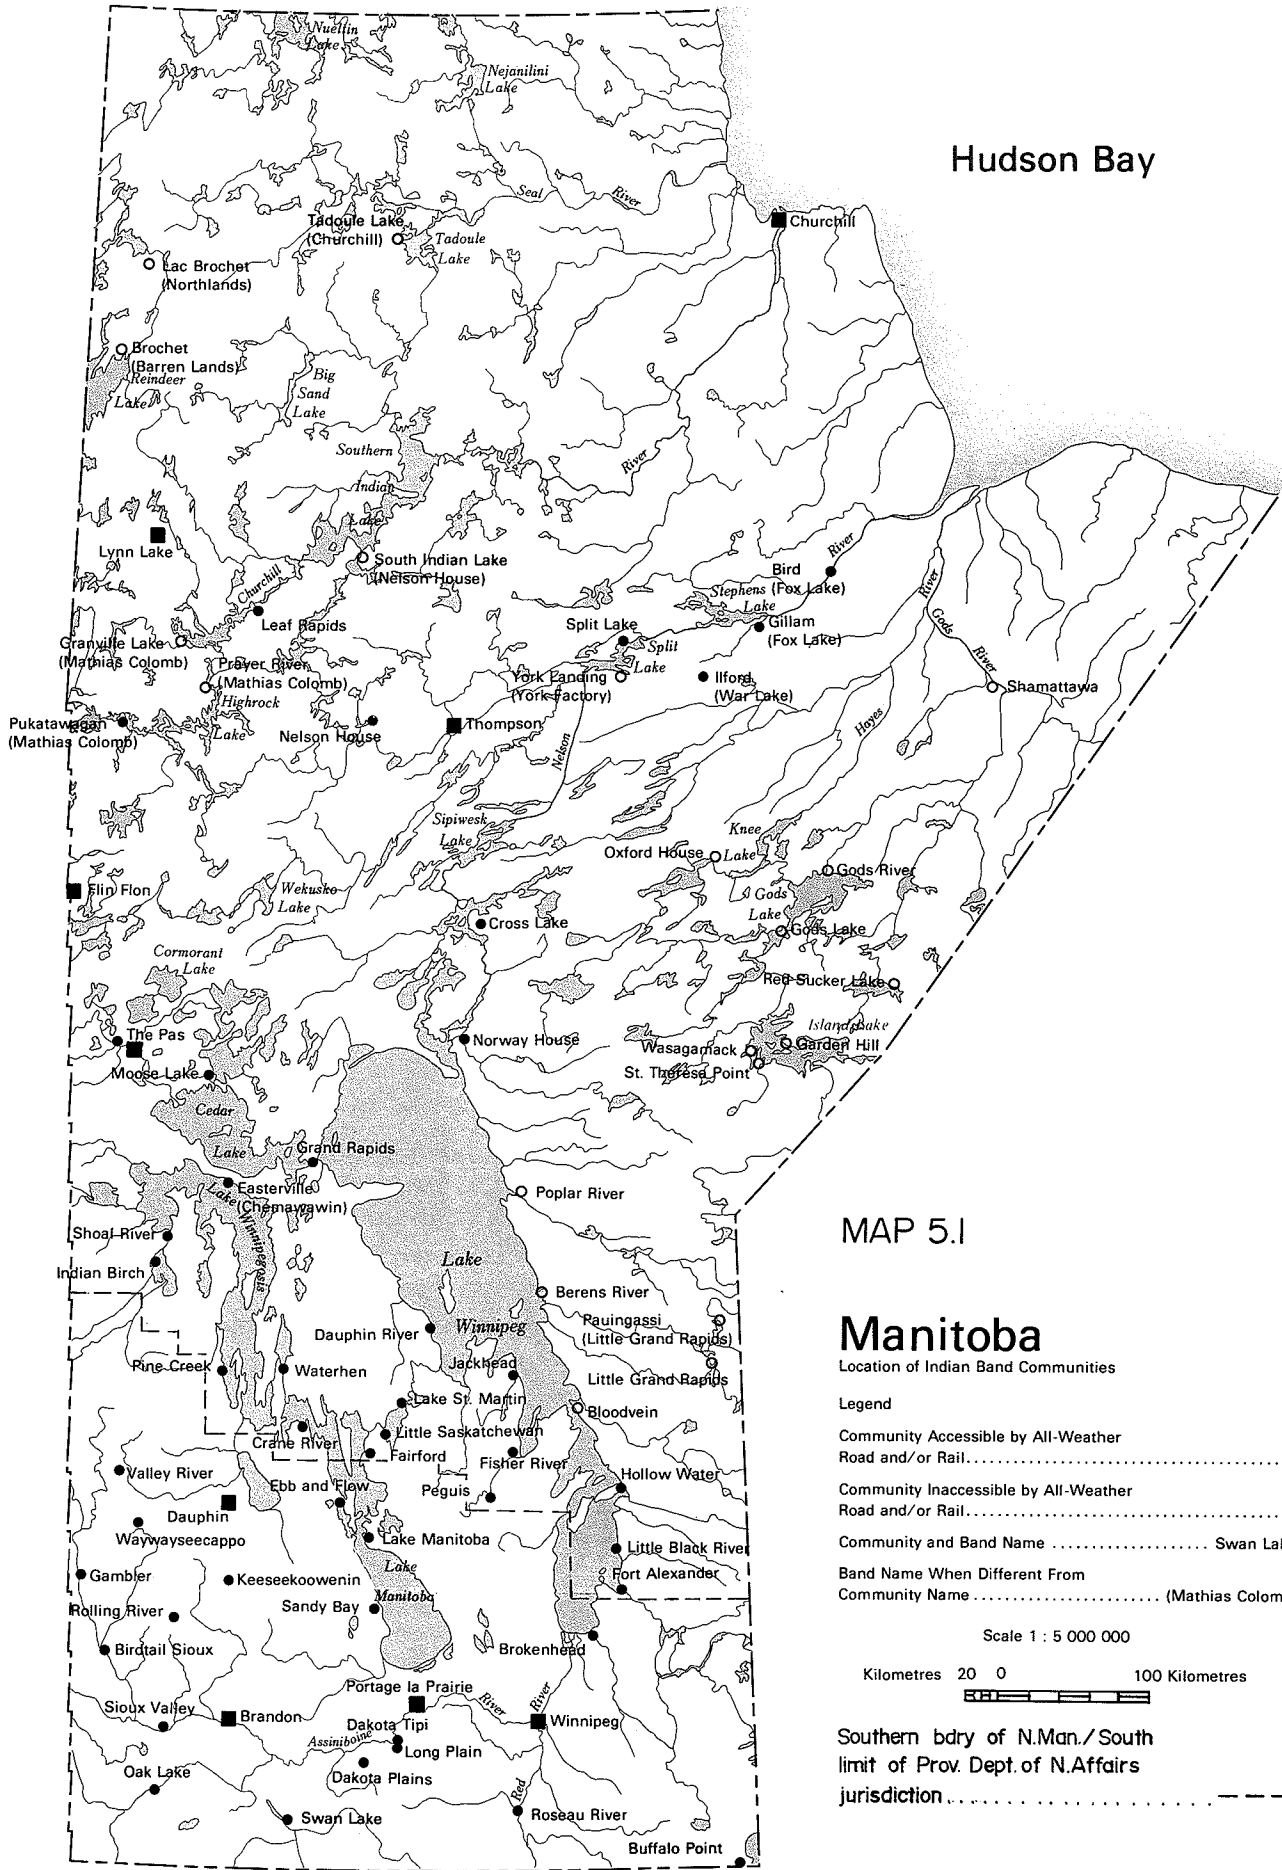 Nueltin
Lake
Nejanilini
Lake
Hudson Bay
Seal
River
Tadoule Lake
(Churchill)
Tadoule
Lake
Churchill
Lac Brochet
(Northlands)
Brochet
(Barren Lands)
Reindeer
Lake
Big
Sand
Lake
Southern
Indian
Lake
River
Lynn Lake
South Indian Lake
(Nelson House)
Churchill
Leaf Rapids
River
Bird
(Fox Lake)
Stephens
Lake
Gillam
(Fox Lake)
River
Gods
River
Granville Lake
(Mathias Colomb)
Prayer River
(Mathias Colomb)
Highrock
Lake
Split Lake
Split
Lake
York Landing
(York Factory)
Ilford
(War Lake)
Shamattawa
Pukatawagan
(Mathias Colomb)
Nelson House
Thompson
Nelson
Hayes
Sipiwesk
Lake
Knee
Lake
Oxford House
Gods River
Gods
Lake
Gods Lake
Flin Flon
Wekusko
Lake
Cross Lake
Cormorant
Lake
Red Sucker Lake
Island Lake
Garden Hill
Wasagamack
St. Therese Point
The Pas
Moose Lake
Norway House
Cedar
Lake
Grand Rapids
Easterville
(Chemawawin)
Lake
Winnipegosis
Poplar River
Shoal River
Indian Birch
Lake
Winnipeg
Berens River
Pauingassi
(Little Grand Rapids)
Little Grand Rapids
Dauphin River
Jackhead
Pine Creek
Waterhen
Lake St. Martin
Bloodvein
Little Saskatchewan
Crane River
Fairford
Fisher River
Hollow Water
Valley River
Ebb and Flow
Peguis
Dauphin
Waywayseecappo
Lake Manitoba
Little Black River
Lake
Manitoba
Fort Alexander
Gambler
Keeseekoowenin
Sandy Bay
Rolling River
Birdtail Sioux
Brokenhead
Portage la Prairie
River
River
Sioux Valley
Brandon
Dakota Tipi
Winnipeg
Assiniboine
Long Plain
Oak Lake
Dakota Plains
Red
Swan Lake
Roseau River
Buffalo Point
MAP 5.1
Manitoba
Location of Indian Band Communities
Legend
Community Accessible by All-Weather
Road and/or Rail
Community Inaccessible by All-Weather
Road and/or Rail
Community and Band Name .................... Swan Lal
Band Name When Different From
Community Name ........................ (Mathias Colom
Scale 1 : 5 000 000
Kilometres 20 0 100 Kilometres
Southern bdry of N.Man./South
limit of Prov. Dept. of N.Affairs
jurisdiction